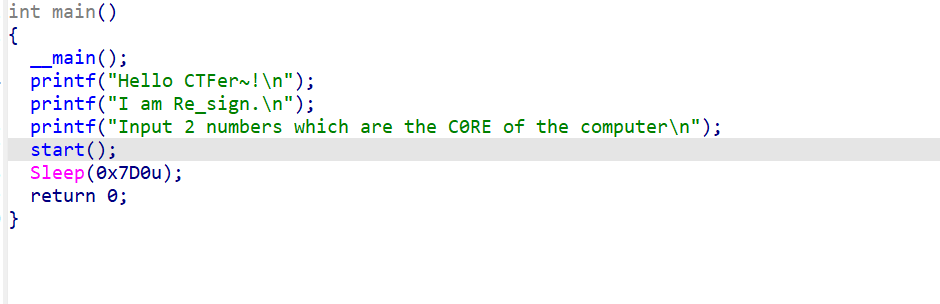 int main()
{
  __main();
  printf("Hello CTFer~!\n");
  printf("I am Re_sign.\n");
  printf("Input 2 numbers which are the C0RE of the computer\n");
  start();
  Sleep(0x7D0u);
  return 0;
}